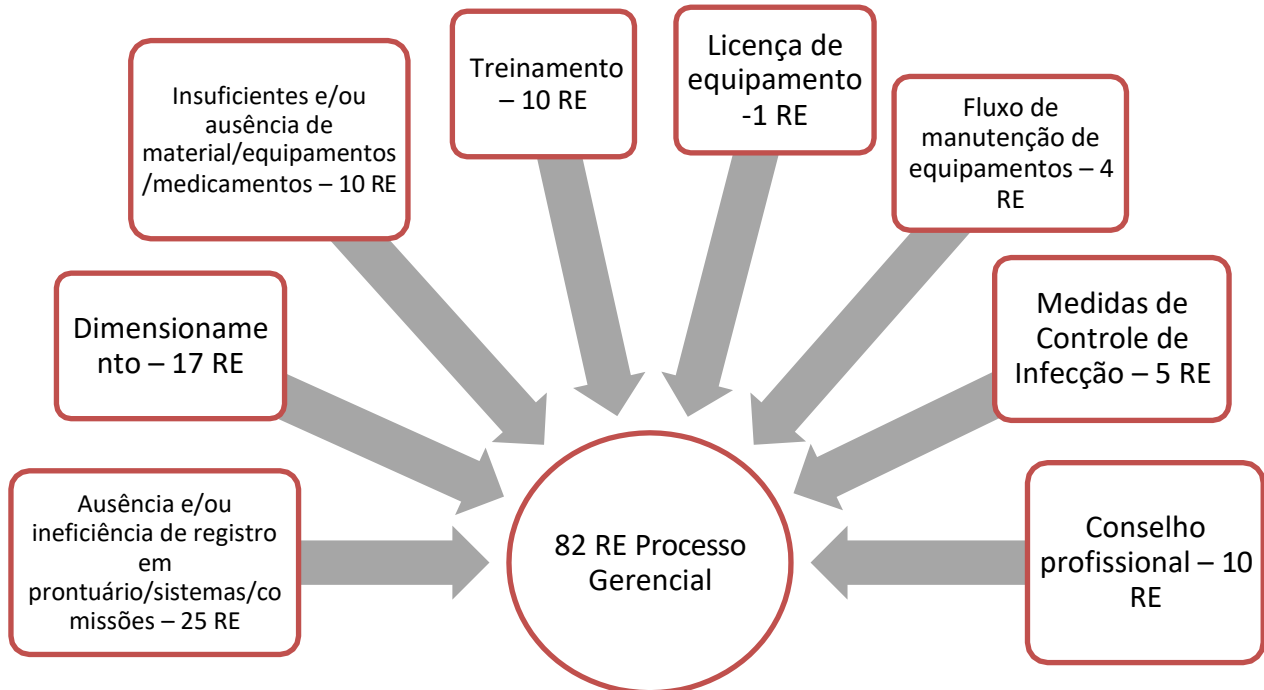 Ausência e/ou
ineficiência de registro
em
prontuário/sistemas/co
missões – 25 RE
Dimensioname
nto – 17 RE
Insuficientes e/ou
ausência de
material/equipamentos
/medicamentos – 10 RE
Treinamento
– 10 RE
Licença de
equipamento
-1 RE
Fluxo de
manutenção de
equipamentos – 4
RE
Medidas de
Controle de
Infecção – 5 RE
Conselho
profissional – 10
RE
82 RE Processo
Gerencial